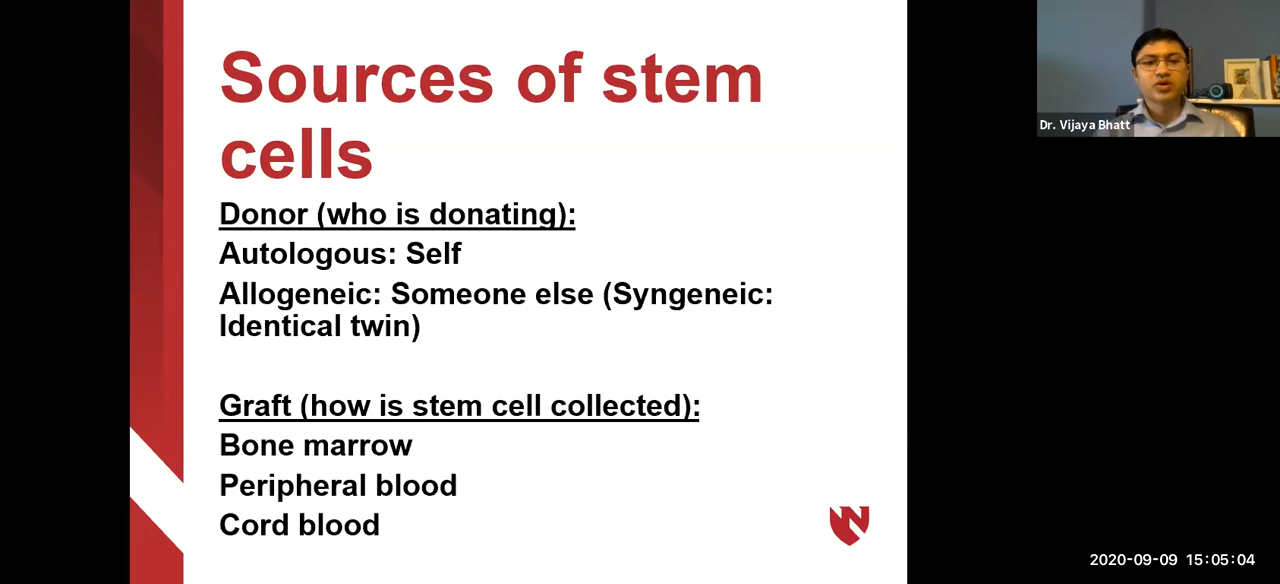 Sources of stem
cells
Donor (who is donating):
Autologous: Self
Allogeneic: Someone else (Syngeneic:
Identical twin)
Graft (how is stem cell collected):
Bone marrow
Peripheral blood
Cord blood
Dr. Vijaya Bhatt
2020-09-09 15:05:04